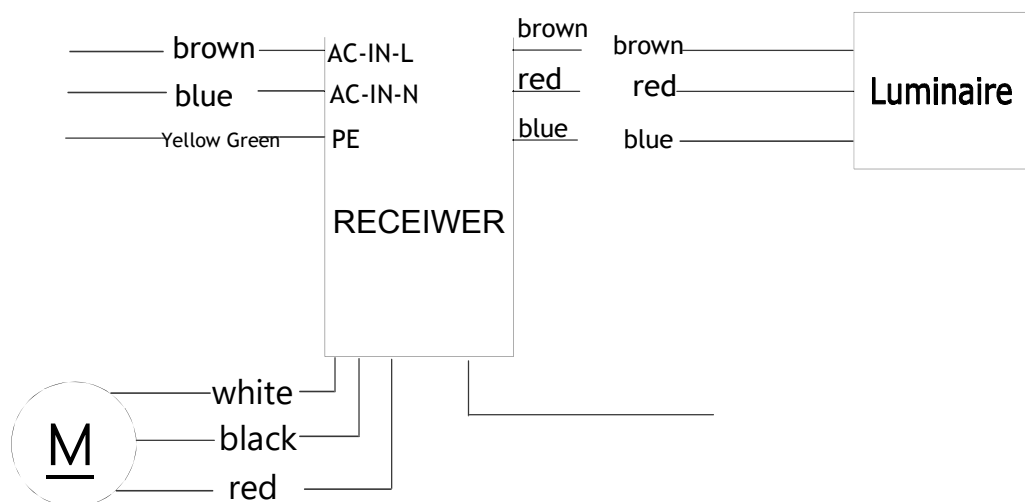 brown
AC-IN-L
blue
AC-IN-N
Yellow Green
PE
RECEIWER
brown
red
blue
brown
red
blue
Luminaire
M
white
black
red